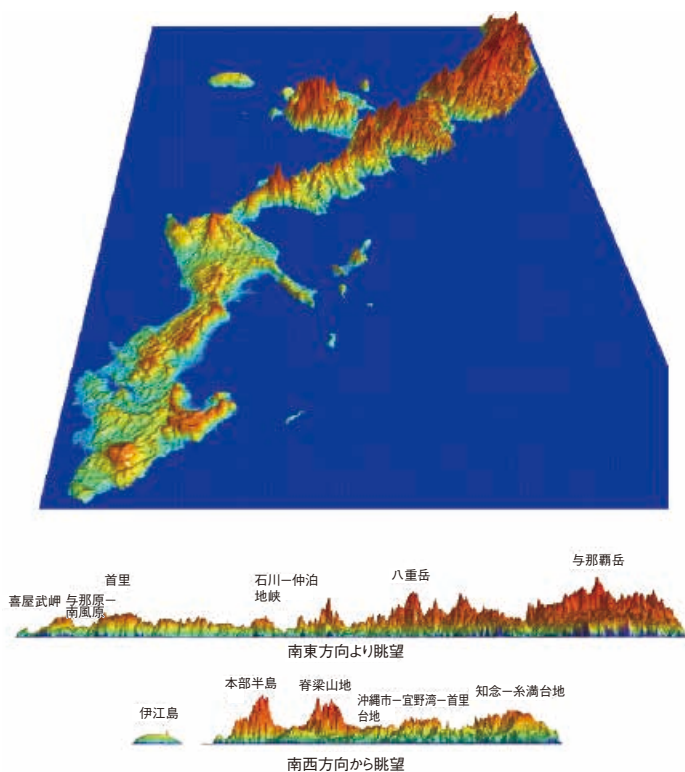 喜屋武岬
与那原ー
南風原
首里
石川ー仲泊
地峡
八重岳
与那覇岳
南東方向より眺望
伊江島
本部半島
脊梁山地
沖縄市ー宜野湾ー首里
台地
知念ー糸満台地
南西方向から眺望